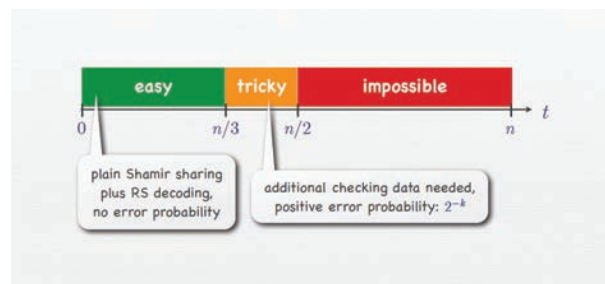 easy tricky impossible
0 n/3 n/2 n t
plain Shamir sharing
plus RS decoding,
no error probability
additional checking data needed,
positive error probability: 2⁻ᵏ